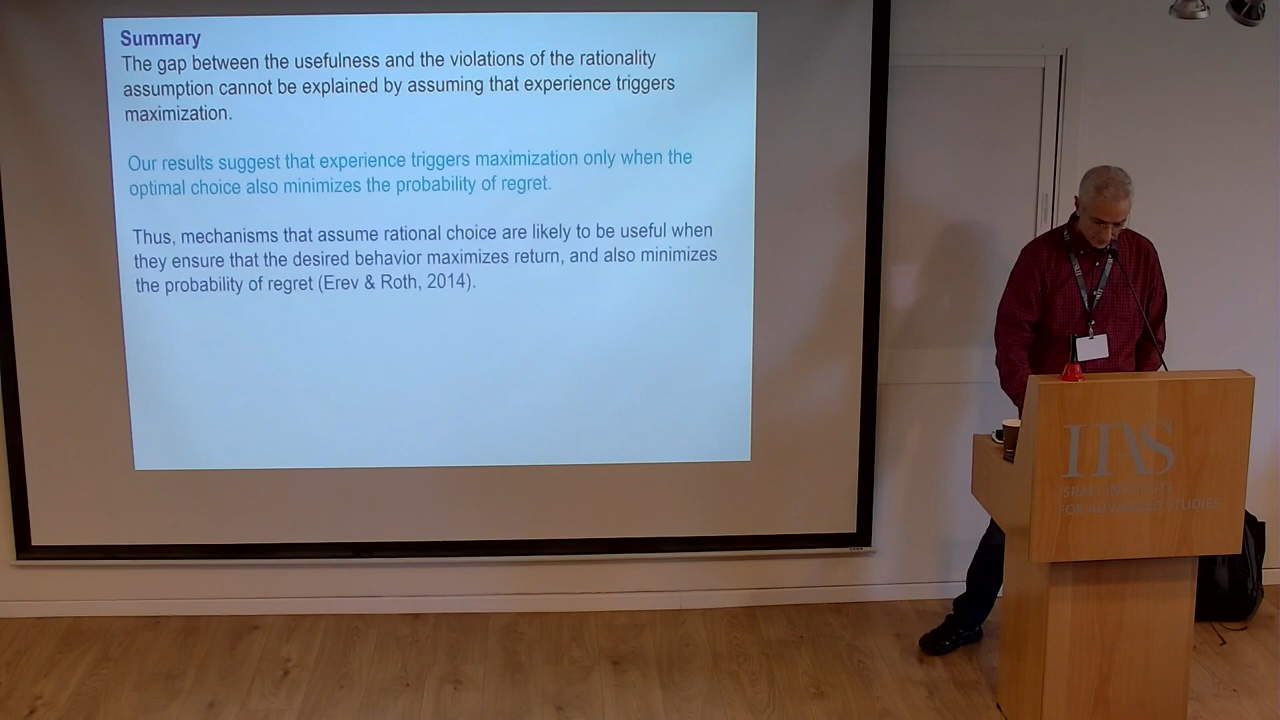 Summary
The gap between the usefulness and the violations of the rationality
assumption cannot be explained by assuming that experience triggers
maximization.
Our results suggest that experience triggers maximization only when the
optimal choice also minimizes the probability of regret.
Thus, mechanisms that assume rational choice are likely to be useful when
they ensure that the desired behavior maximizes return, and also minimizes
the probability of regret (Erev & Roth, 2014).
IIAS
ISRAEL INSTITUTE
FOR ADVANCED STUDIES